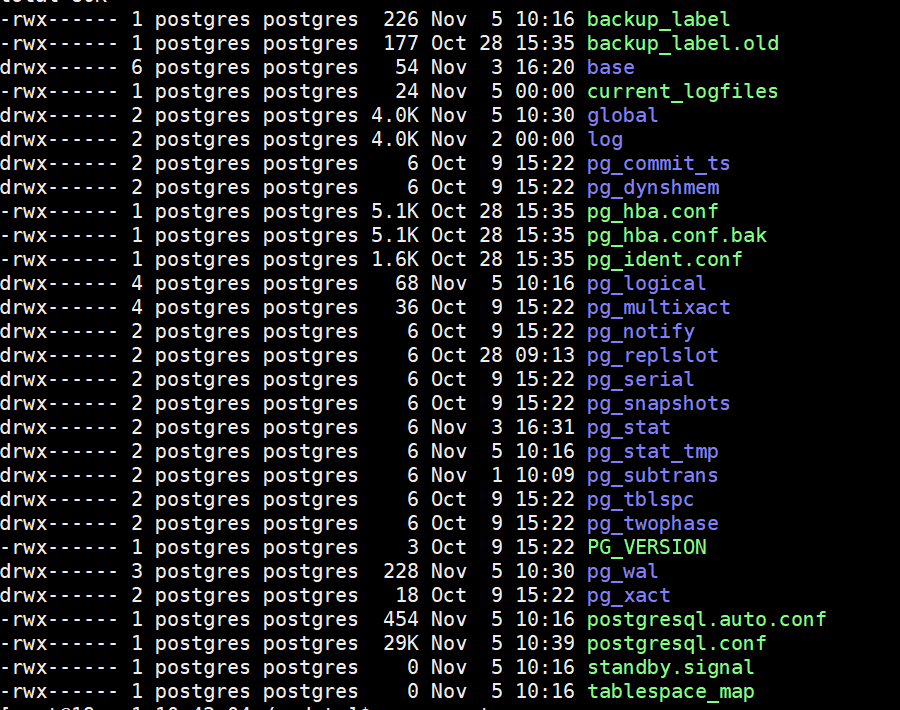 -rwx------ 1 postgres postgres  226 Nov  5 10:16 backup_label
-rwx------ 1 postgres postgres  177 Oct 28 15:35 backup_label.old
drwx------ 6 postgres postgres   54 Nov  3 16:20 base
-rwx------ 1 postgres postgres   24 Nov  5 00:00 current_logfiles
drwx------ 2 postgres postgres 4.0K Nov  5 10:30 global
drwx------ 2 postgres postgres 4.0K Nov  2 00:00 log
drwx------ 2 postgres postgres    6 Oct  9 15:22 pg_commit_ts
drwx------ 2 postgres postgres    6 Oct  9 15:22 pg_dynshmem
-rwx------ 1 postgres postgres 5.1K Oct 28 15:35 pg_hba.conf
-rwx------ 1 postgres postgres 5.1K Oct 28 15:35 pg_hba.conf.bak
-rwx------ 1 postgres postgres 1.6K Oct 28 15:35 pg_ident.conf
drwx------ 4 postgres postgres   68 Nov  5 10:16 pg_logical
drwx------ 4 postgres postgres   36 Oct  9 15:22 pg_multixact
drwx------ 2 postgres postgres    6 Oct  9 15:22 pg_notify
drwx------ 2 postgres postgres    6 Oct 28 09:13 pg_replslot
drwx------ 2 postgres postgres    6 Oct  9 15:22 pg_serial
drwx------ 2 postgres postgres    6 Oct  9 15:22 pg_snapshots
drwx------ 2 postgres postgres    6 Nov  3 16:31 pg_stat
drwx------ 2 postgres postgres    6 Nov  5 10:16 pg_stat_tmp
drwx------ 2 postgres postgres    6 Nov  1 10:09 pg_subtrans
drwx------ 2 postgres postgres    6 Oct  9 15:22 pg_tblspc
drwx------ 2 postgres postgres    6 Oct  9 15:22 pg_twophase
-rwx------ 1 postgres postgres    3 Oct  9 15:22 PG_VERSION
drwx------ 3 postgres postgres  228 Nov  5 10:30 pg_wal
drwx------ 2 postgres postgres   18 Oct  9 15:22 pg_xact
-rwx------ 1 postgres postgres  454 Nov  5 10:16 postgresql.auto.conf
-rwx------ 1 postgres postgres  29K Nov  5 10:39 postgresql.conf
-rwx------ 1 postgres postgres    0 Nov  5 10:16 standby.signal
-rwx------ 1 postgres postgres    0 Nov  5 10:16 tablespace_map